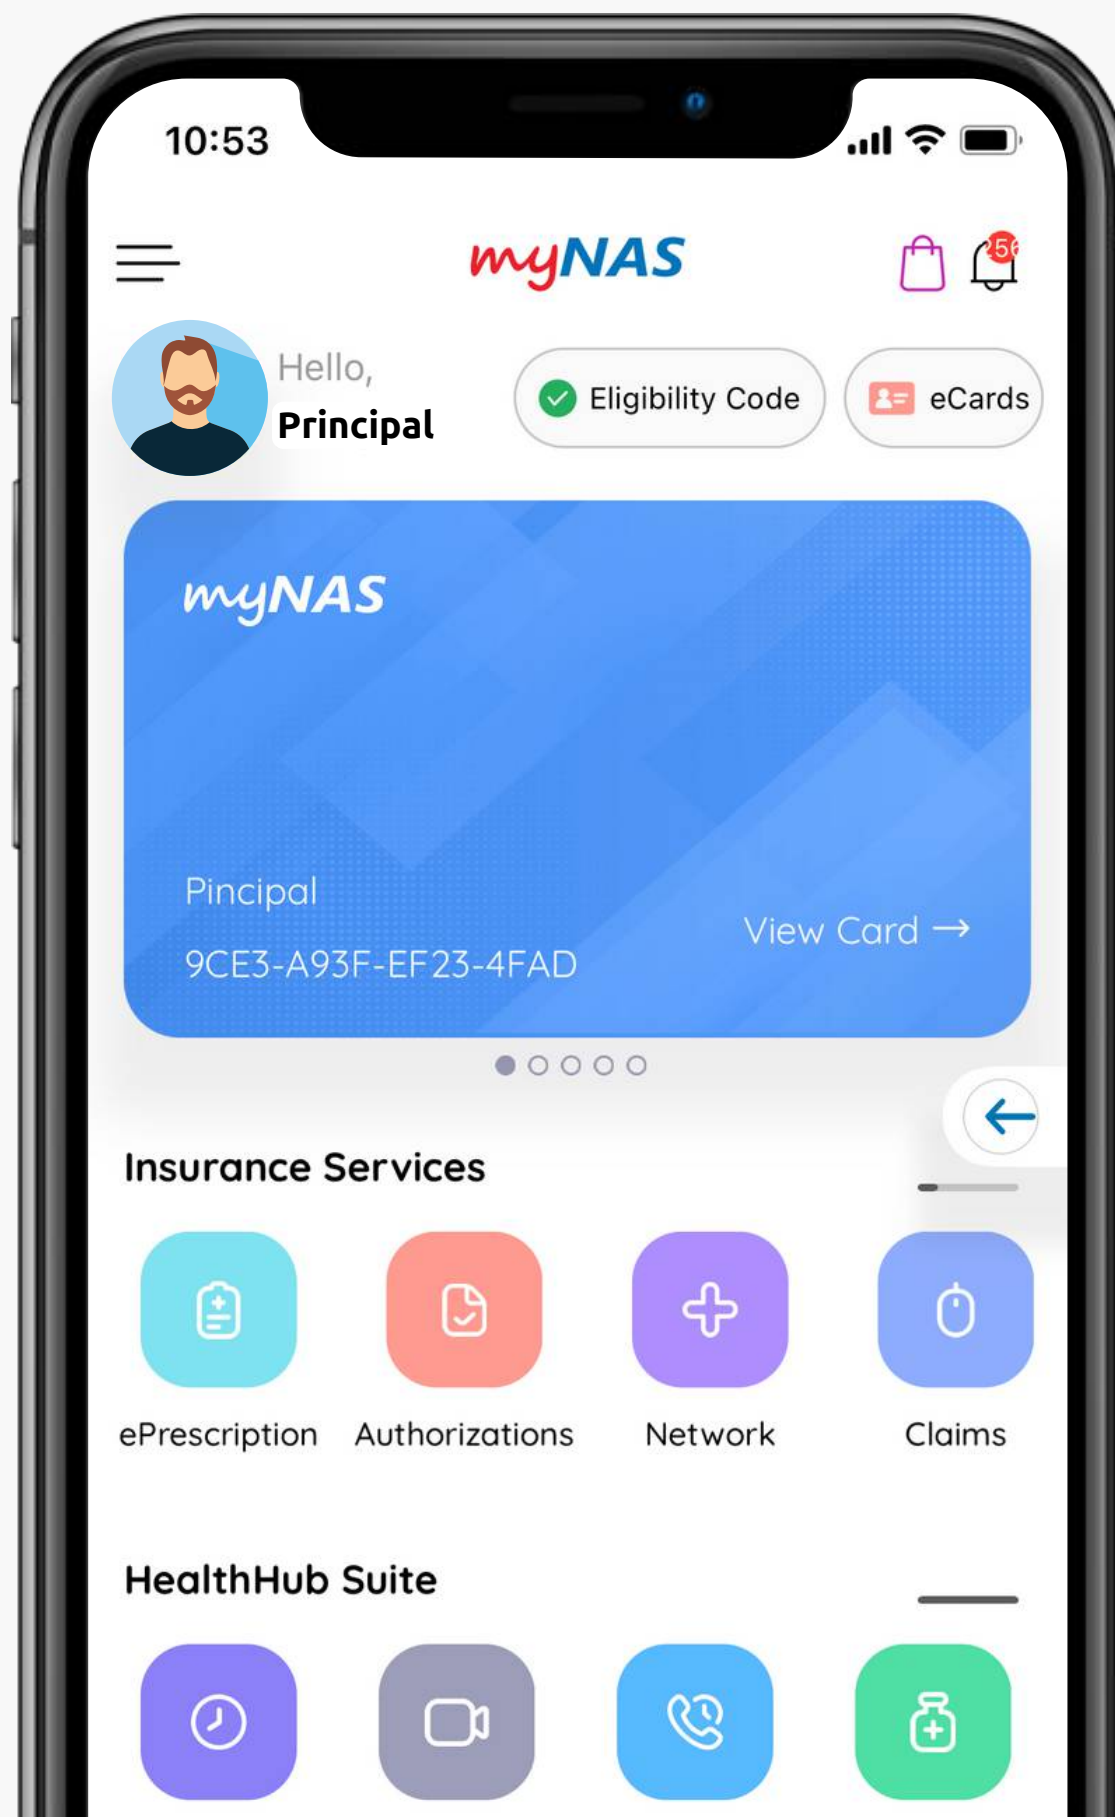 10:53
myNAS
256
Hello,
Principal
Eligibility Code
eCards
myNAS
Pincipal
9CE3-A93F-EF23-4FAD
View Card →
Insurance Services
ePrescription
Authorizations
Network
Claims
HealthHub Suite